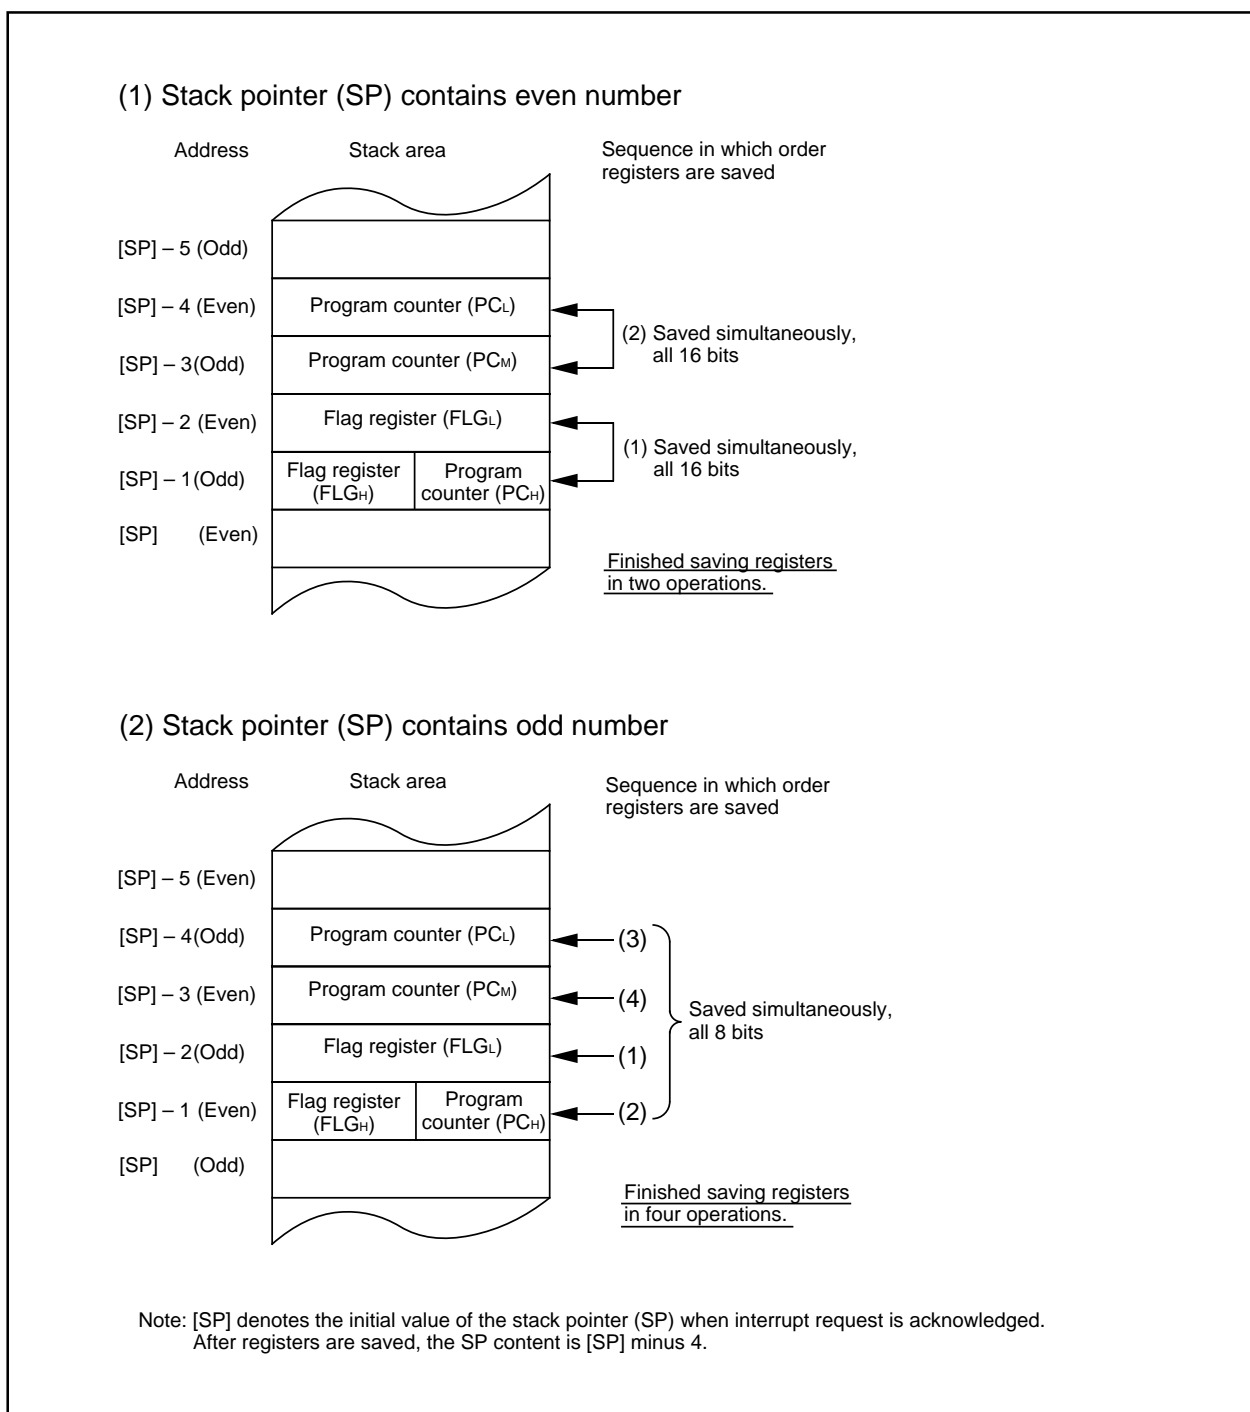 (1) Stack pointer (SP) contains even number
Address Stack area Sequence in which order
registers are saved
[SP] – 5 (Odd)
[SP] – 4 (Even) Program counter (PCL)
(2) Saved simultaneously,
all 16 bits
[SP] – 3(Odd) Program counter (PCM)
[SP] – 2 (Even) Flag register (FLGL)
(1) Saved simultaneously,
all 16 bits
[SP] – 1(Odd) Flag register
(FLGH) Program
counter (PCH)
[SP] (Even)
Finished saving registers
in two operations.
(2) Stack pointer (SP) contains odd number
Address Stack area Sequence in which order
registers are saved
[SP] – 5 (Even)
[SP] – 4(Odd) Program counter (PCL) (3)
[SP] – 3 (Even) Program counter (PCM) (4)
Saved simultaneously,
all 8 bits
[SP] – 2(Odd) Flag register (FLGL) (1)
[SP] – 1 (Even) Flag register
(FLGH) Program
counter (PCH) (2)
[SP] (Odd)
Finished saving registers
in four operations.
Note: [SP] denotes the initial value of the stack pointer (SP) when interrupt request is acknowledged.
After registers are saved, the SP content is [SP] minus 4.